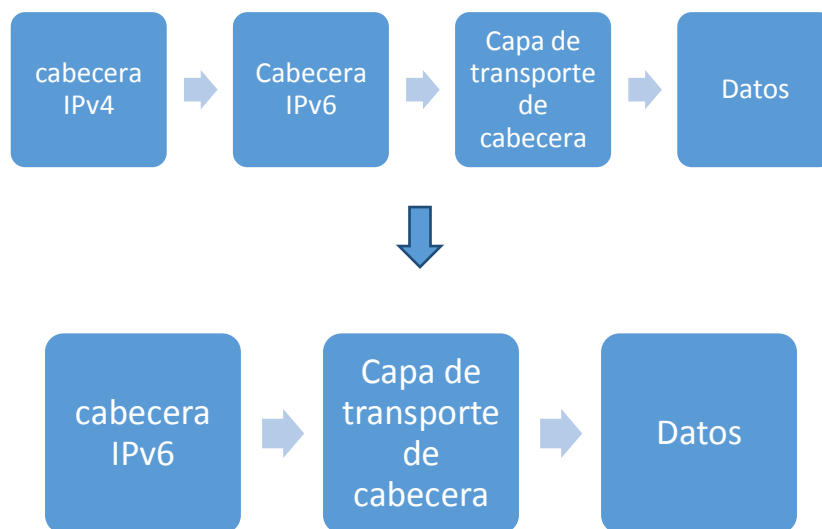 cabecera
IPv4
Cabecera
IPv6
Capa de
transporte
de
cabecera
Datos
cabecera
IPv6
Capa de
transporte
de
cabecera
Datos